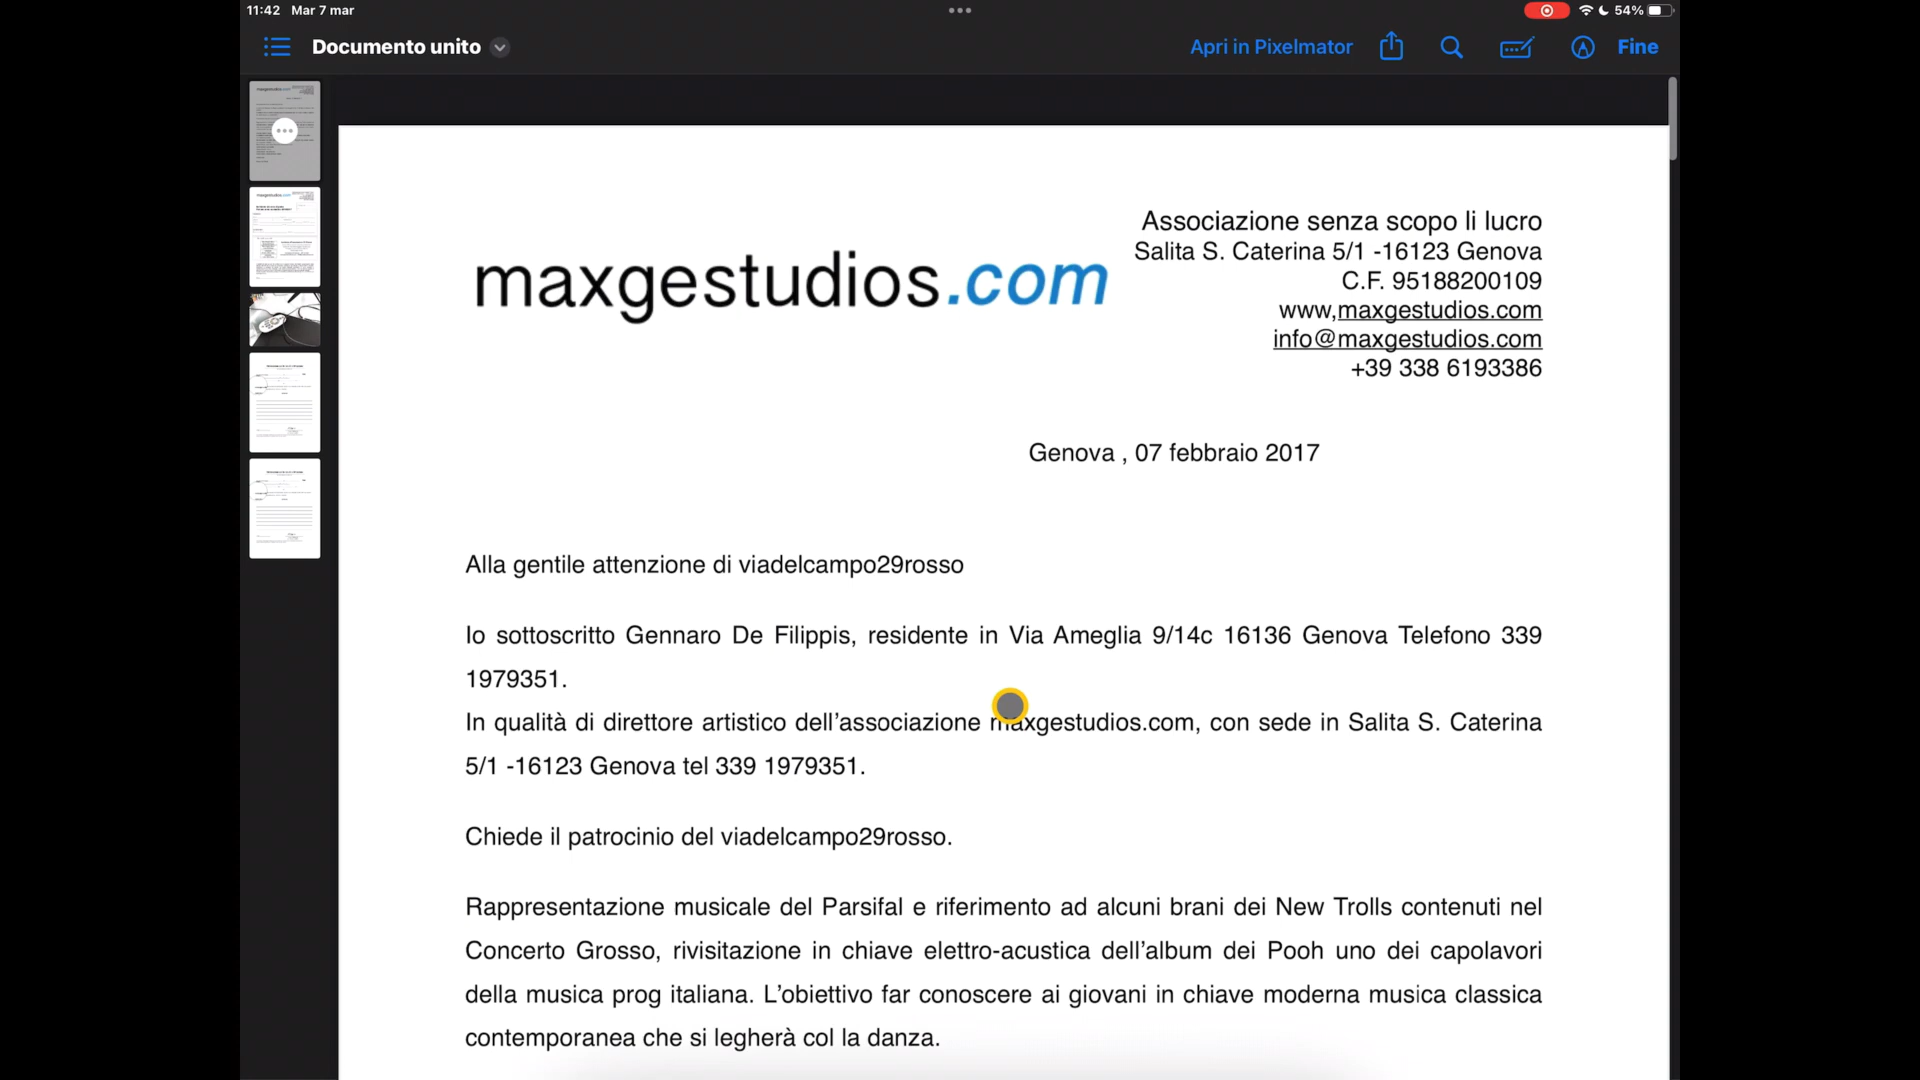 11:42 Mar 7 mar
54%
Documento unito
Apri in Pixelmator
Fine
maxgestudios.com
Associazione senza scopo li lucro
Salita S. Caterina 5/1 -16123 Genova
C.F. 95188200109
www,maxgestudios.com
info@maxgestudios.com
+39 338 6193386
Genova , 07 febbraio 2017
Alla gentile attenzione di viadelcampo29rosso
Io sottoscritto Gennaro De Filippis, residente in Via Ameglia 9/14c 16136 Genova Telefono 339
1979351.
In qualità di direttore artistico dell'associazione maxgestudios.com, con sede in Salita S. Caterina
5/1 -16123 Genova tel 339 1979351.
Chiede il patrocinio del viadelcampo29rosso.
Rappresentazione musicale del Parsifal e riferimento ad alcuni brani dei New Trolls contenuti nel
Concerto Grosso, rivisitazione in chiave elettro-acustica dell'album dei Pooh uno dei capolavori
della musica prog italiana. L'obiettivo far conoscere ai giovani in chiave moderna musica classica
contemporanea che si legherà col la danza.
maxgestudios.com
maxgestudios.com